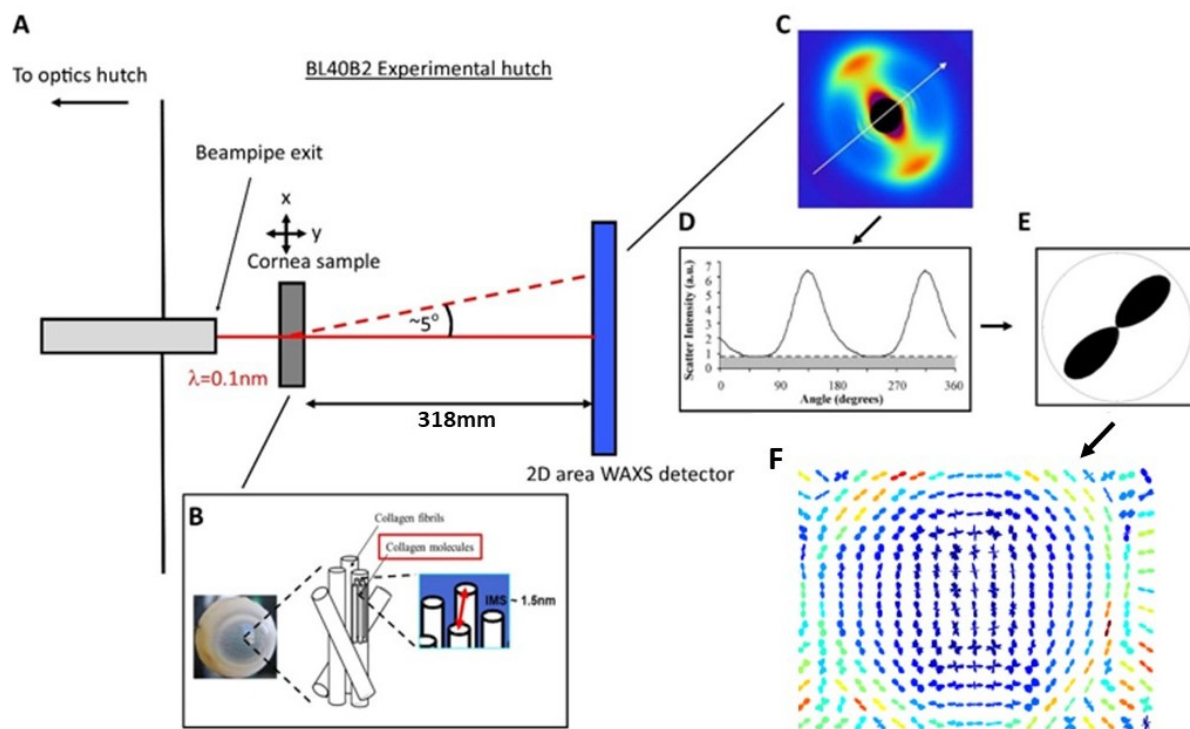 A
To optics hutch
BL40B2 Experimental hutch
Beampipe exit
x
y
Cornea sample
~5°
λ=0.1nm
318mm
2D area WAXS detector
B
Collagen fibrils
Collagen molecules
IMS ~ 1.5nm
C
D
Scatter Intensity (a.u.)
7
6
5
4
3
2
1
0
0 90 180 270 360
Angle (degrees)
E
F